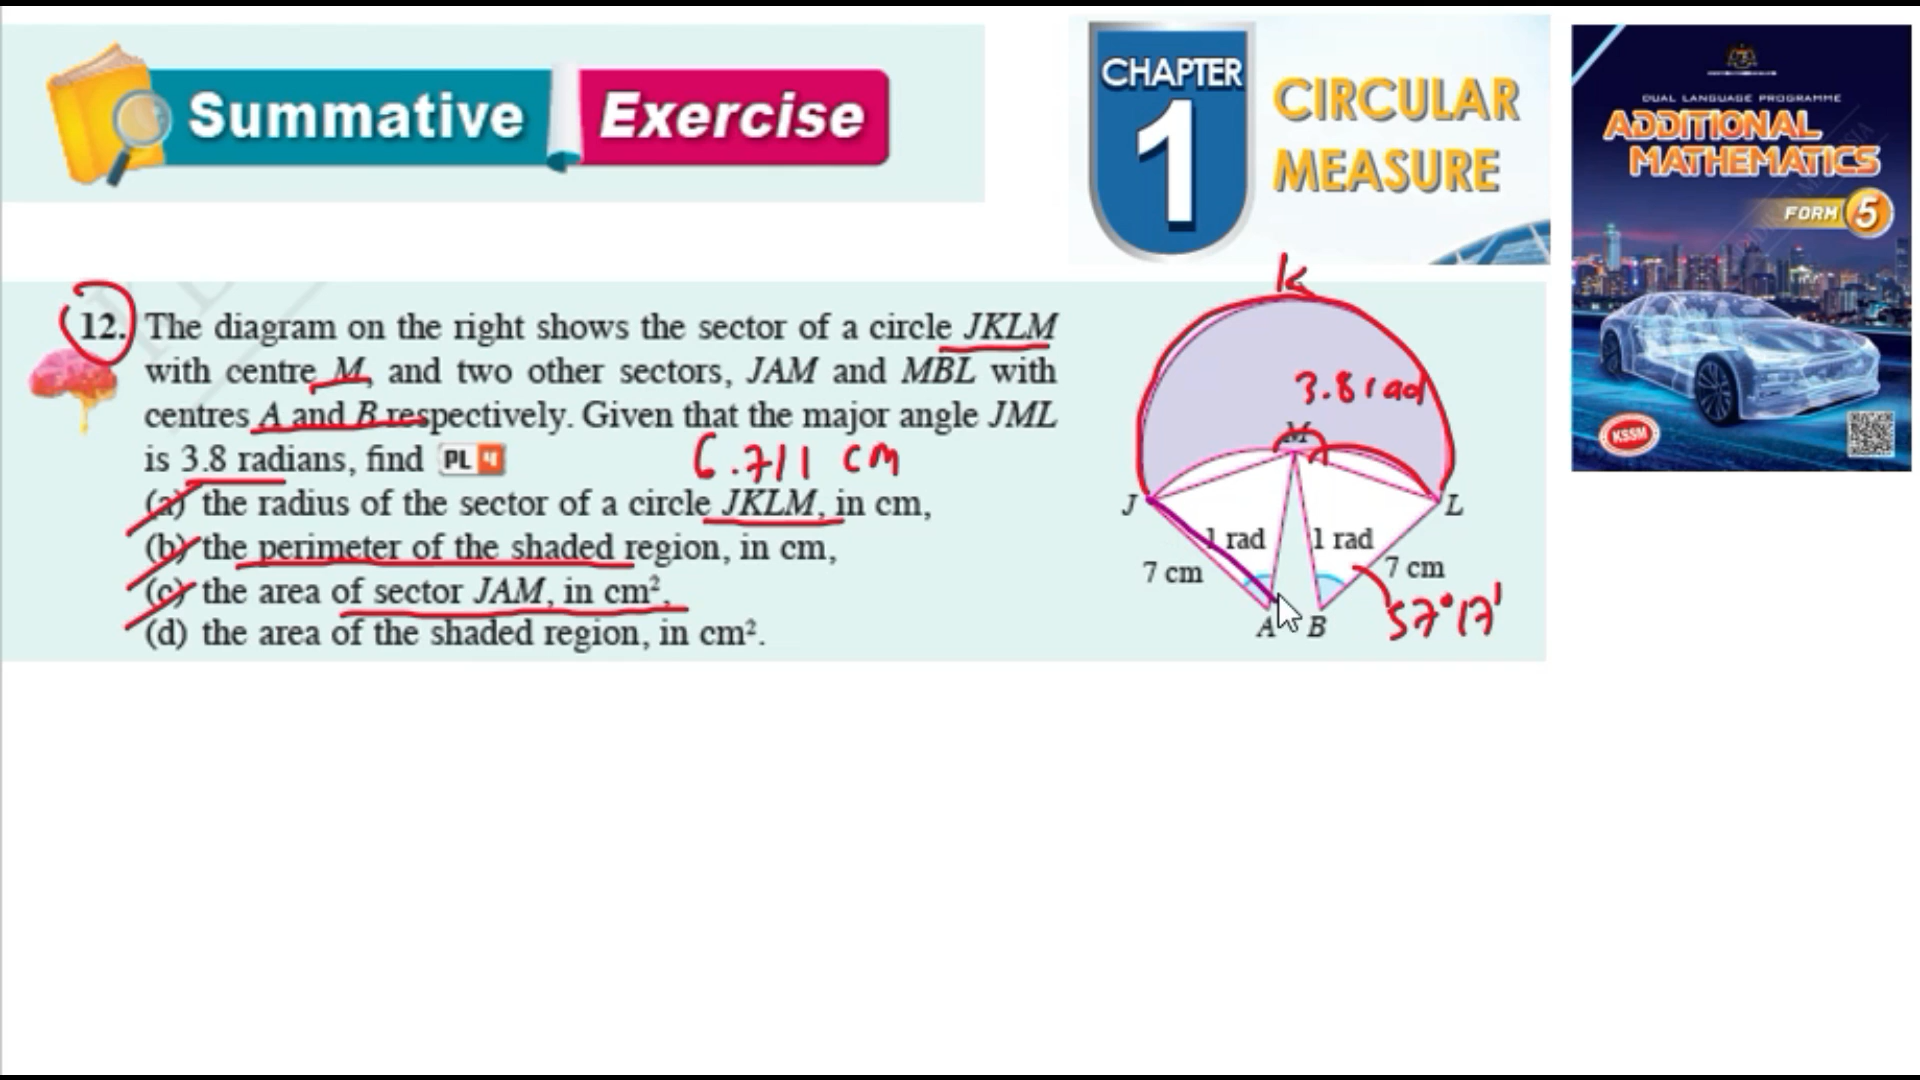 Summative Exercise
CHAPTER
1
CIRCULAR
MEASURE
DUAL LANGUAGE PROGRAMME
ADDITIONAL
MATHEMATICS
FORM 5
KSSM
12. The diagram on the right shows the sector of a circle JKLM
with centre M, and two other sectors, JAM and MBL with
centres A and B respectively. Given that the major angle JML
is 3.8 radians, find PL 4
6.711 cm
(a) the radius of the sector of a circle JKLM, in cm,
(b) the perimeter of the shaded region, in cm,
(c) the area of sector JAM, in cm²,
(d) the area of the shaded region, in cm².
K
3.8 rad
M
J
L
1 rad
1 rad
7 cm
7 cm
A
B
57°17'